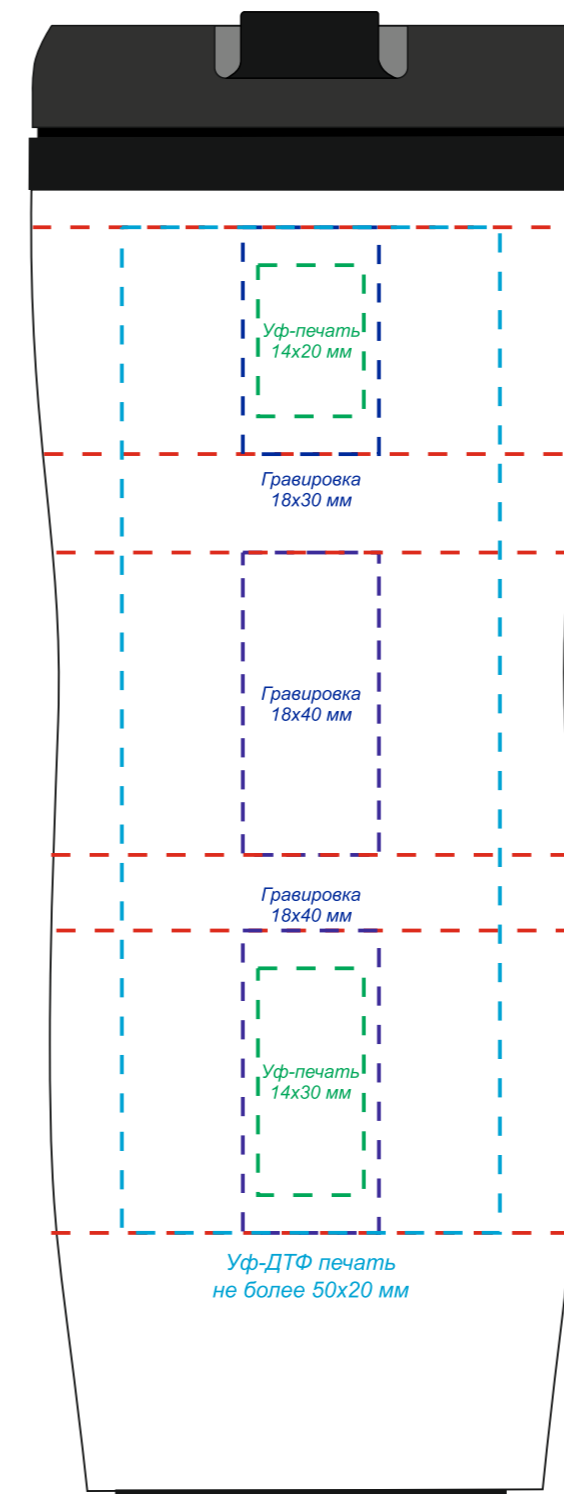 Уф-печать
14х20 мм
Гравировка
18х30 мм
Гравировка
18х40 мм
Гравировка
18х40 мм
Уф-печать
14х30 мм
Уф-ДТФ печать
не более 50х20 мм